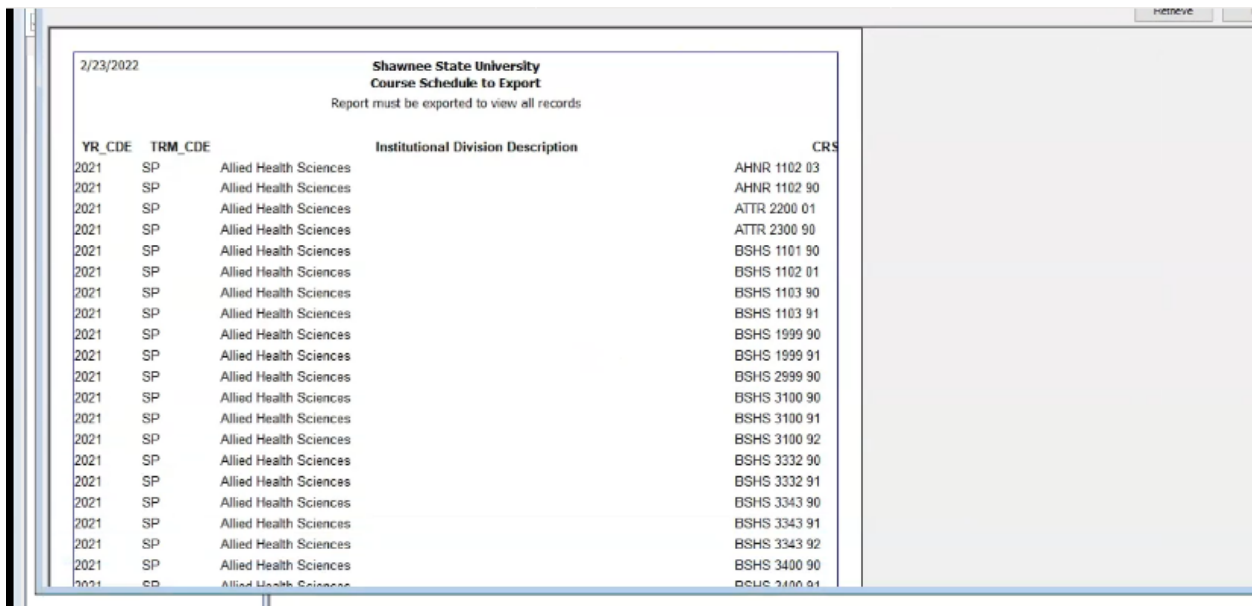 Retrieve
2/23/2022 Shawnee State University
Course Schedule to Export
Report must be exported to view all records
YR_CDE TRM_CDE Institutional Division Description CRS
2021 SP Allied Health Sciences AHNR 1102 03
2021 SP Allied Health Sciences AHNR 1102 90
2021 SP Allied Health Sciences ATTR 2200 01
2021 SP Allied Health Sciences ATTR 2300 90
2021 SP Allied Health Sciences BSHS 1101 90
2021 SP Allied Health Sciences BSHS 1102 01
2021 SP Allied Health Sciences BSHS 1103 90
2021 SP Allied Health Sciences BSHS 1103 91
2021 SP Allied Health Sciences BSHS 1999 90
2021 SP Allied Health Sciences BSHS 1999 91
2021 SP Allied Health Sciences BSHS 2999 90
2021 SP Allied Health Sciences BSHS 3100 90
2021 SP Allied Health Sciences BSHS 3100 91
2021 SP Allied Health Sciences BSHS 3100 92
2021 SP Allied Health Sciences BSHS 3332 90
2021 SP Allied Health Sciences BSHS 3332 91
2021 SP Allied Health Sciences BSHS 3343 90
2021 SP Allied Health Sciences BSHS 3343 91
2021 SP Allied Health Sciences BSHS 3343 92
2021 SP Allied Health Sciences BSHS 3400 90
2021 SP Allied Health Sciences BSHS 3400 91